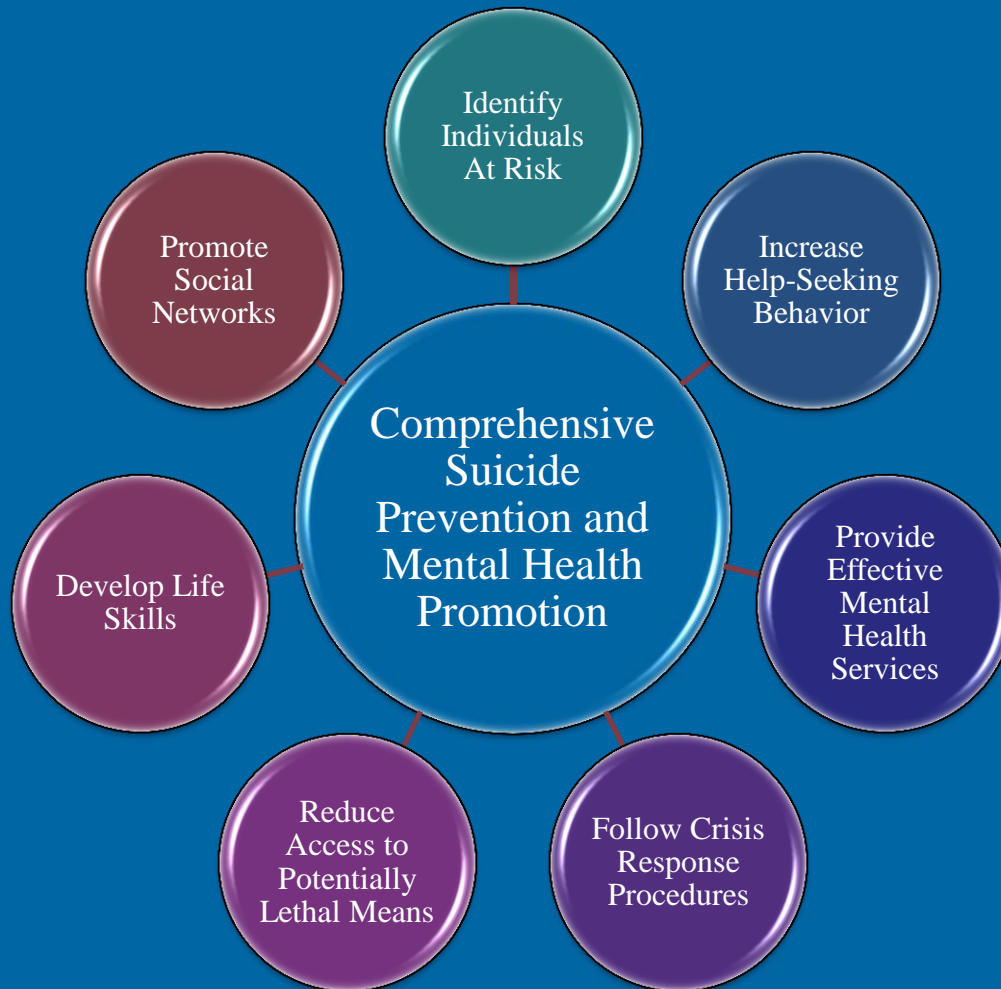 Identify
Individuals
At Risk
Increase
Help-Seeking
Behavior
Provide
Effective
Mental
Health
Services
Follow Crisis
Response
Procedures
Reduce
Access to
Potentially
Lethal Means
Develop Life
Skills
Promote
Social
Networks
Comprehensive
Suicide
Prevention and
Mental Health
Promotion